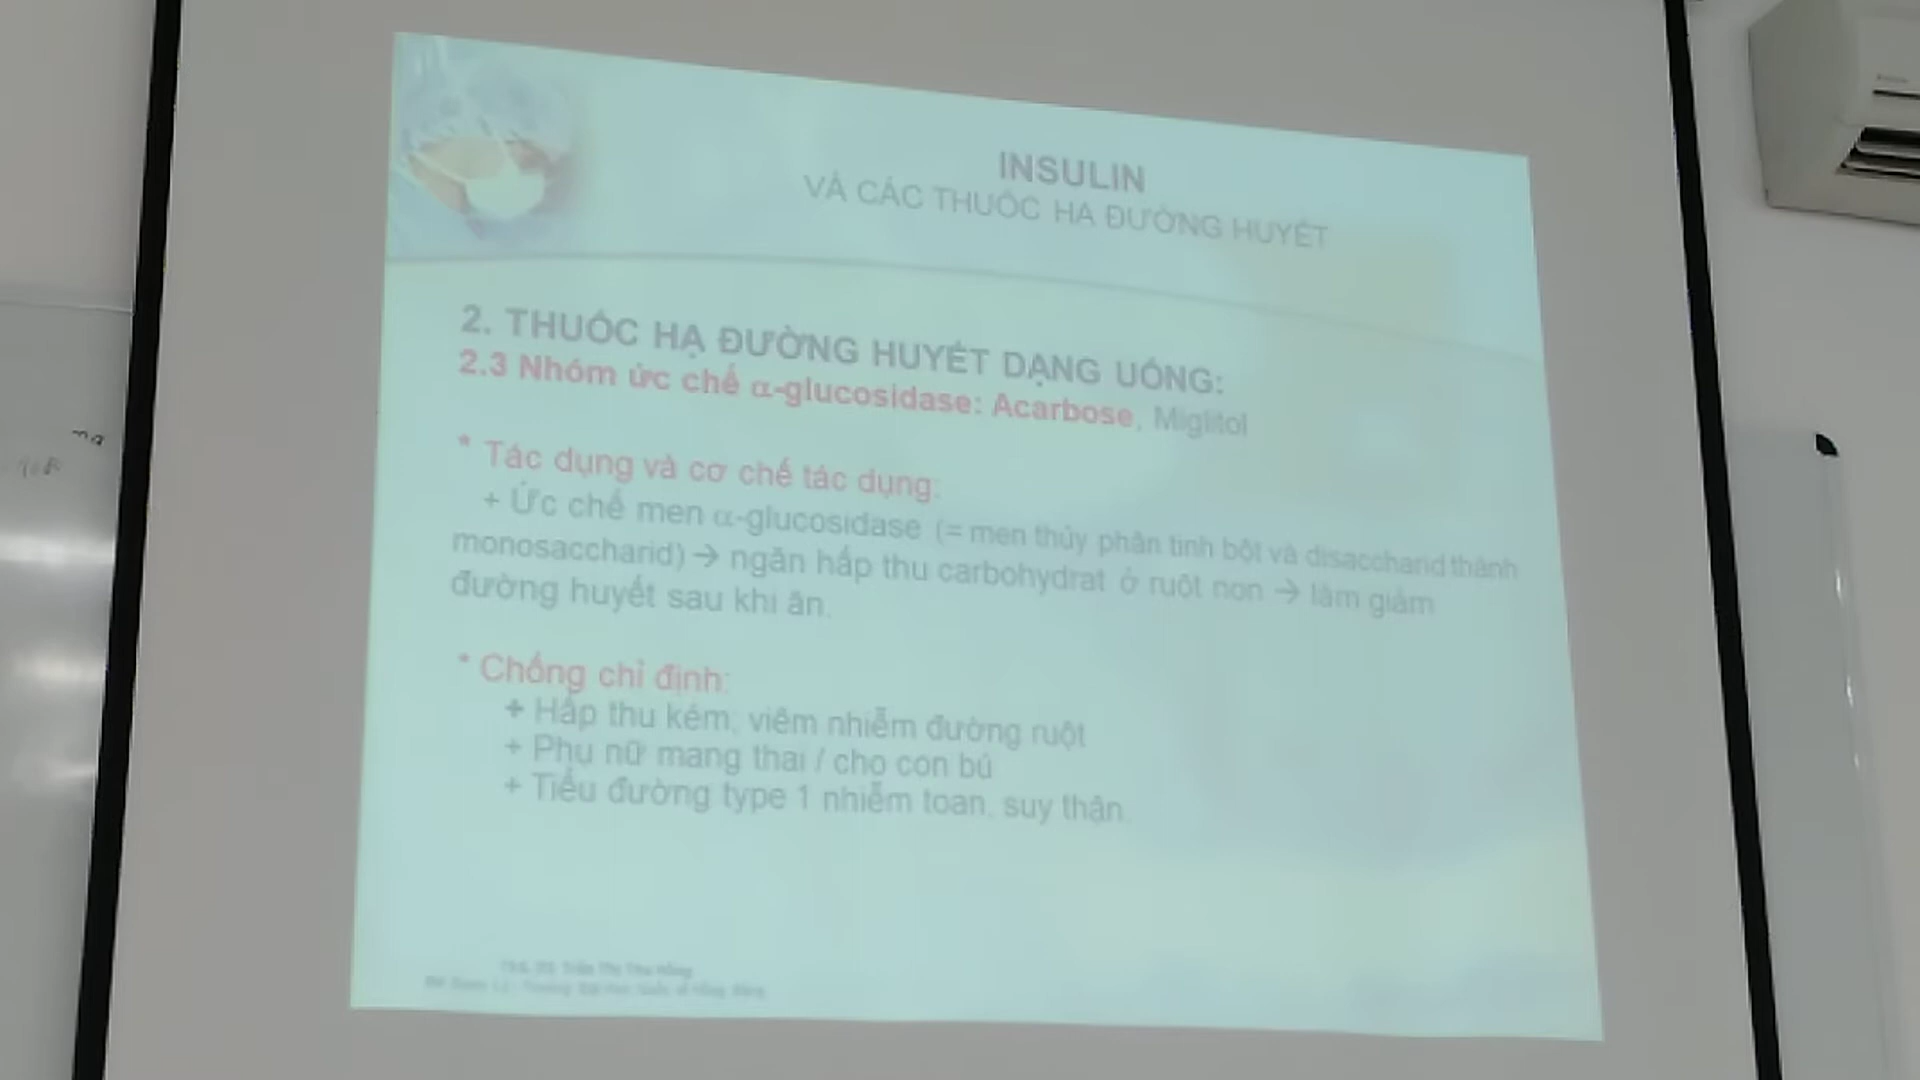 INSULIN
VÀ CÁC THUỐC HẠ ĐƯỜNG HUYẾT
2. THUỐC HẠ ĐƯỜNG HUYẾT DẠNG UỐNG:
2.3 Nhóm ức chế α-glucosidase: Acarbose, Miglitol
* Tác dụng và cơ chế tác dụng:
+ Ức chế men α-glucosidase (= men thủy phân tinh bột và disaccharid thành
monosaccharid) → ngăn hấp thu carbohydrat ở ruột non → làm giảm
đường huyết sau khi ăn.
* Chống chỉ định:
+ Hấp thu kém, viêm nhiễm đường ruột
+ Phụ nữ mang thai / cho con bú
+ Tiểu đường type 1 nhiễm toan, suy thận.
Trần Thị Thu Hằng